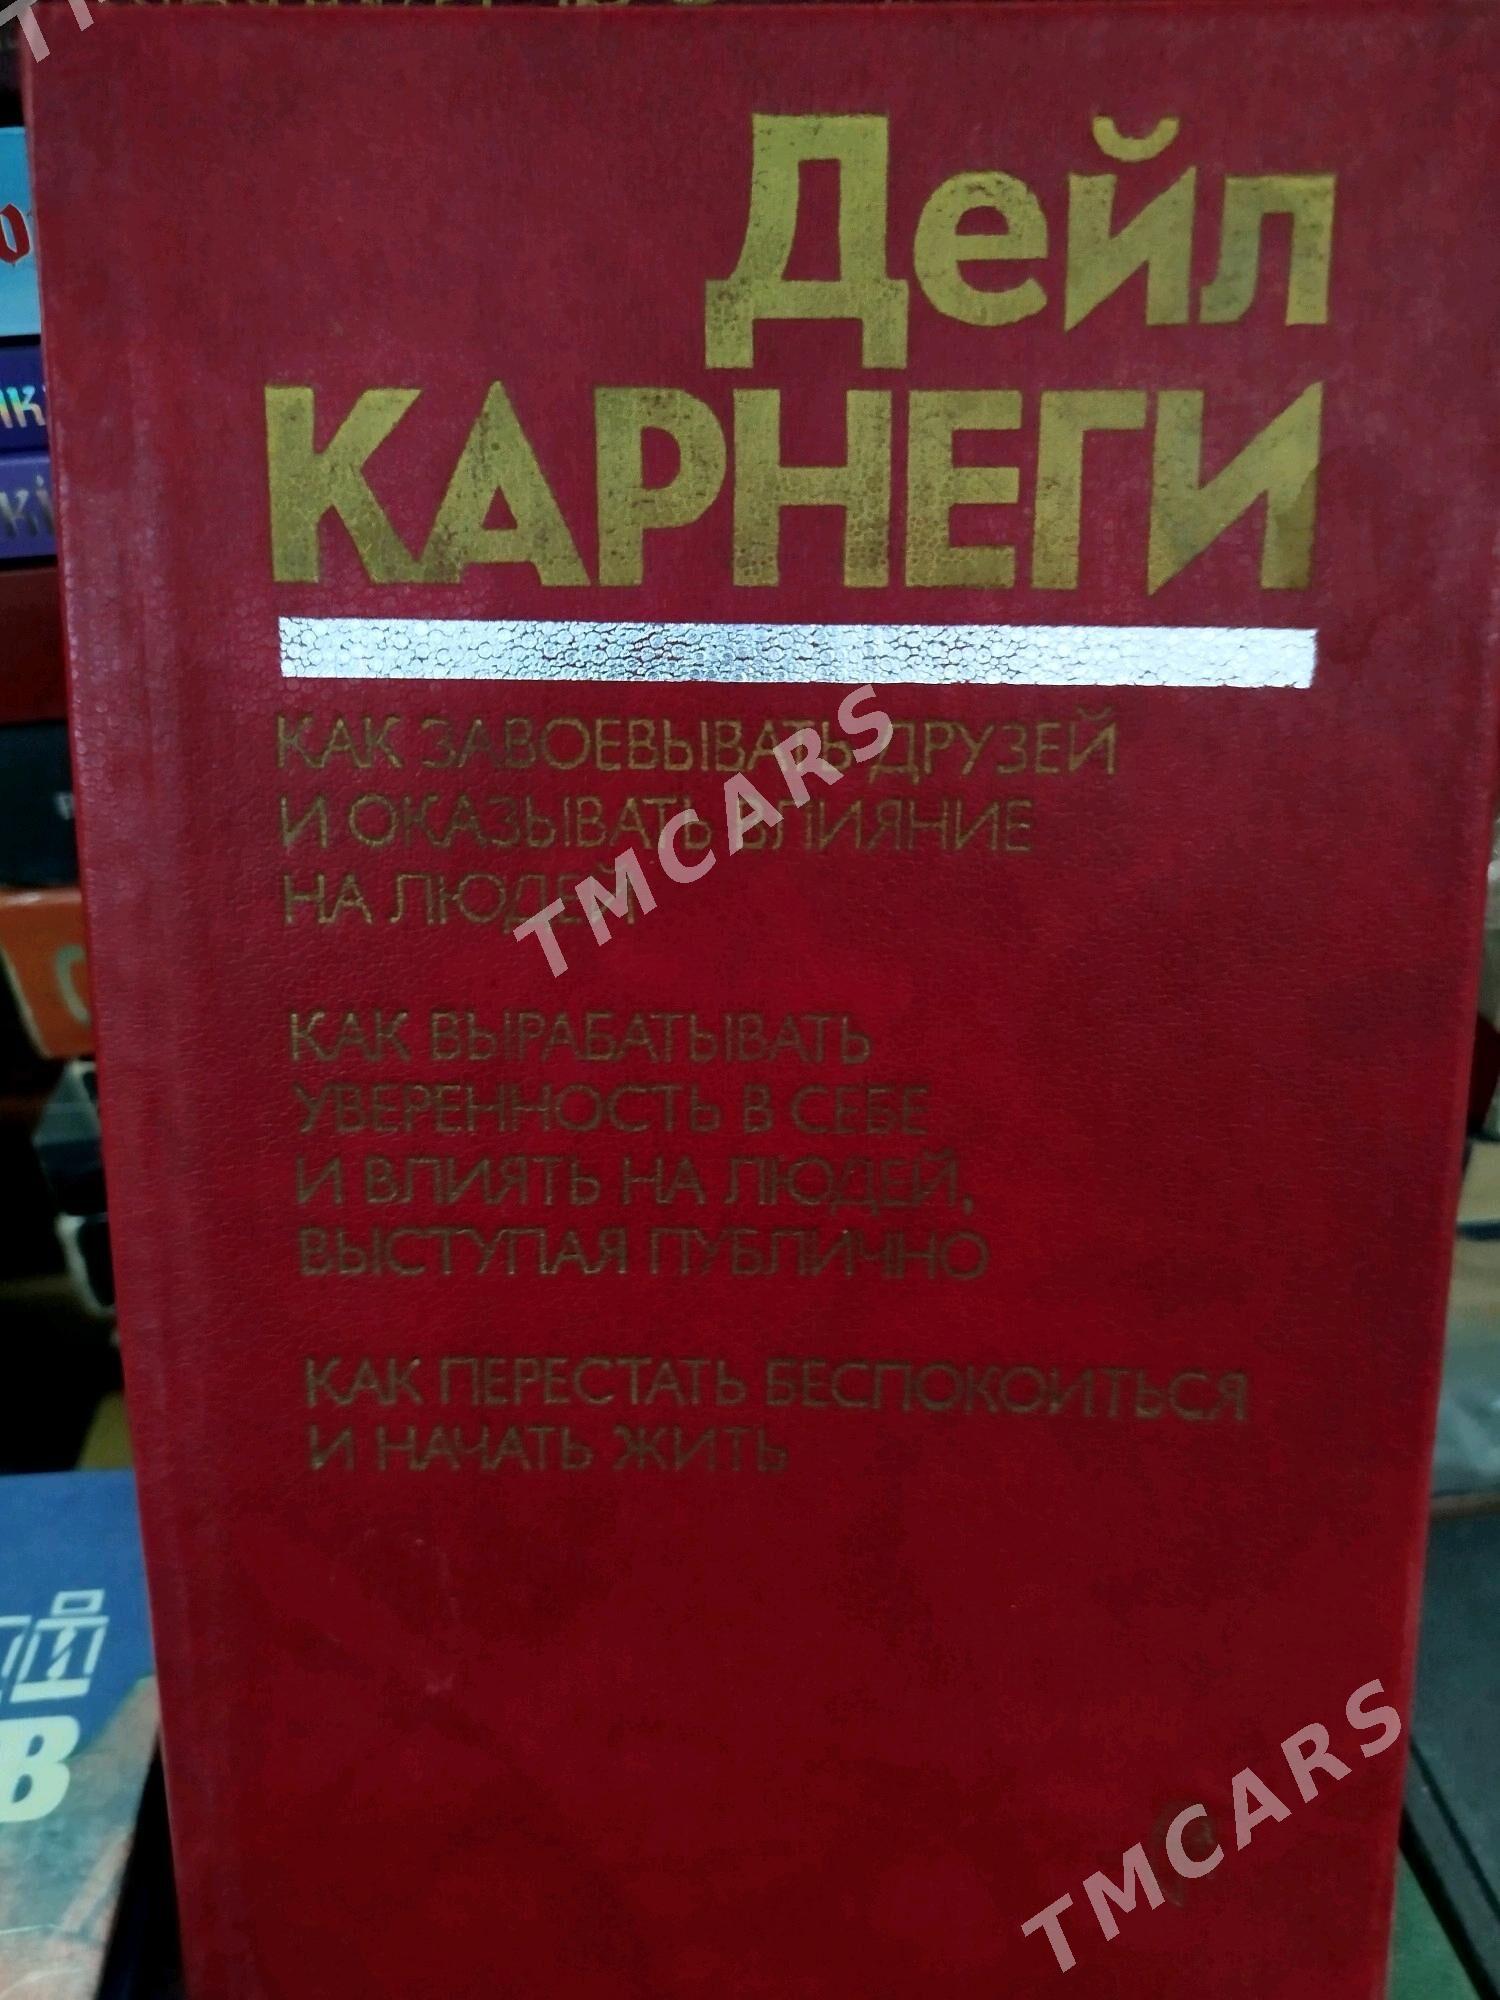 Дейл
КАРНЕГИ
КАК ЗАВОЕВЫВАТЬ ДРУЗЕЙ
И ОКАЗЫВАТЬ ВЛИЯНИЕ
НА ЛЮДЕЙ
КАК ВЫРАБАТЫВАТЬ
УВЕРЕННОСТЬ В СЕБЕ
И ВЛИЯТЬ НА ЛЮДЕЙ,
ВЫСТУПАЯ ПУБЛИЧНО
КАК ПЕРЕСТАТЬ БЕСПОКОИТЬСЯ
И НАЧАТЬ ЖИТЬ
TMCARS
TMCARS